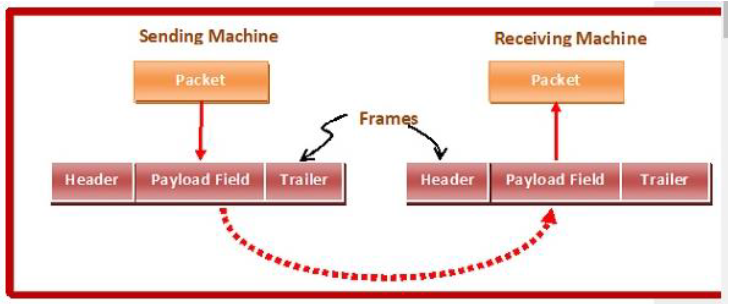 Sending Machine
Receiving Machine
Packet
Packet
Frames
Header Payload Field Trailer
Header Payload Field Trailer